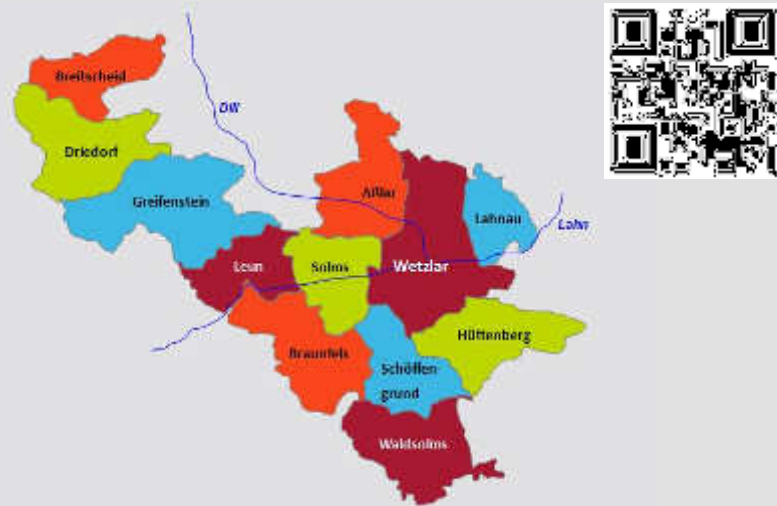 Breitscheid
Dill
Driedorf
Aßlar
Greifenstein
Lahnau
Lahn
Leun
Solms
Wetzlar
Hüttenberg
Braunfels
Schöffen-
grund
Waldsolms